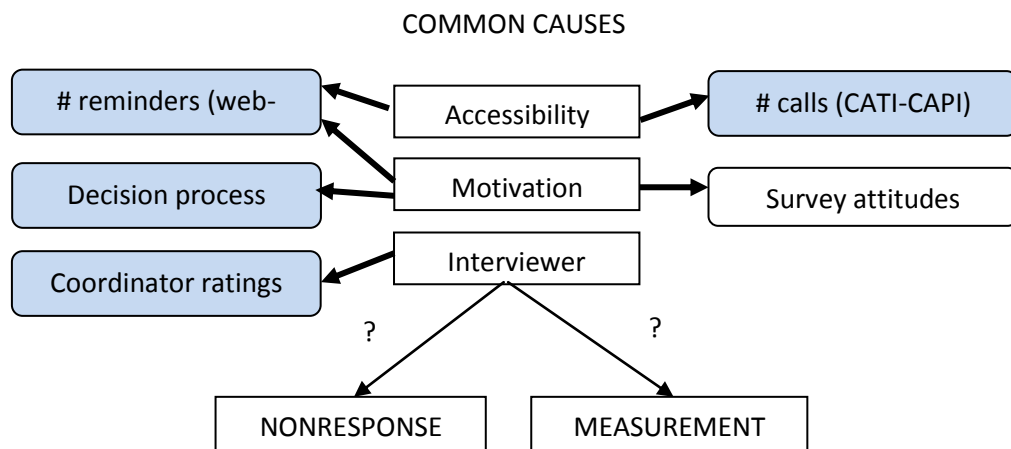 COMMON CAUSES
# reminders (web-
Accessibility
# calls (CATI-CAPI)
Decision process
Motivation
Survey attitudes
Coordinator ratings
Interviewer
?
?
NONRESPONSE
MEASUREMENT